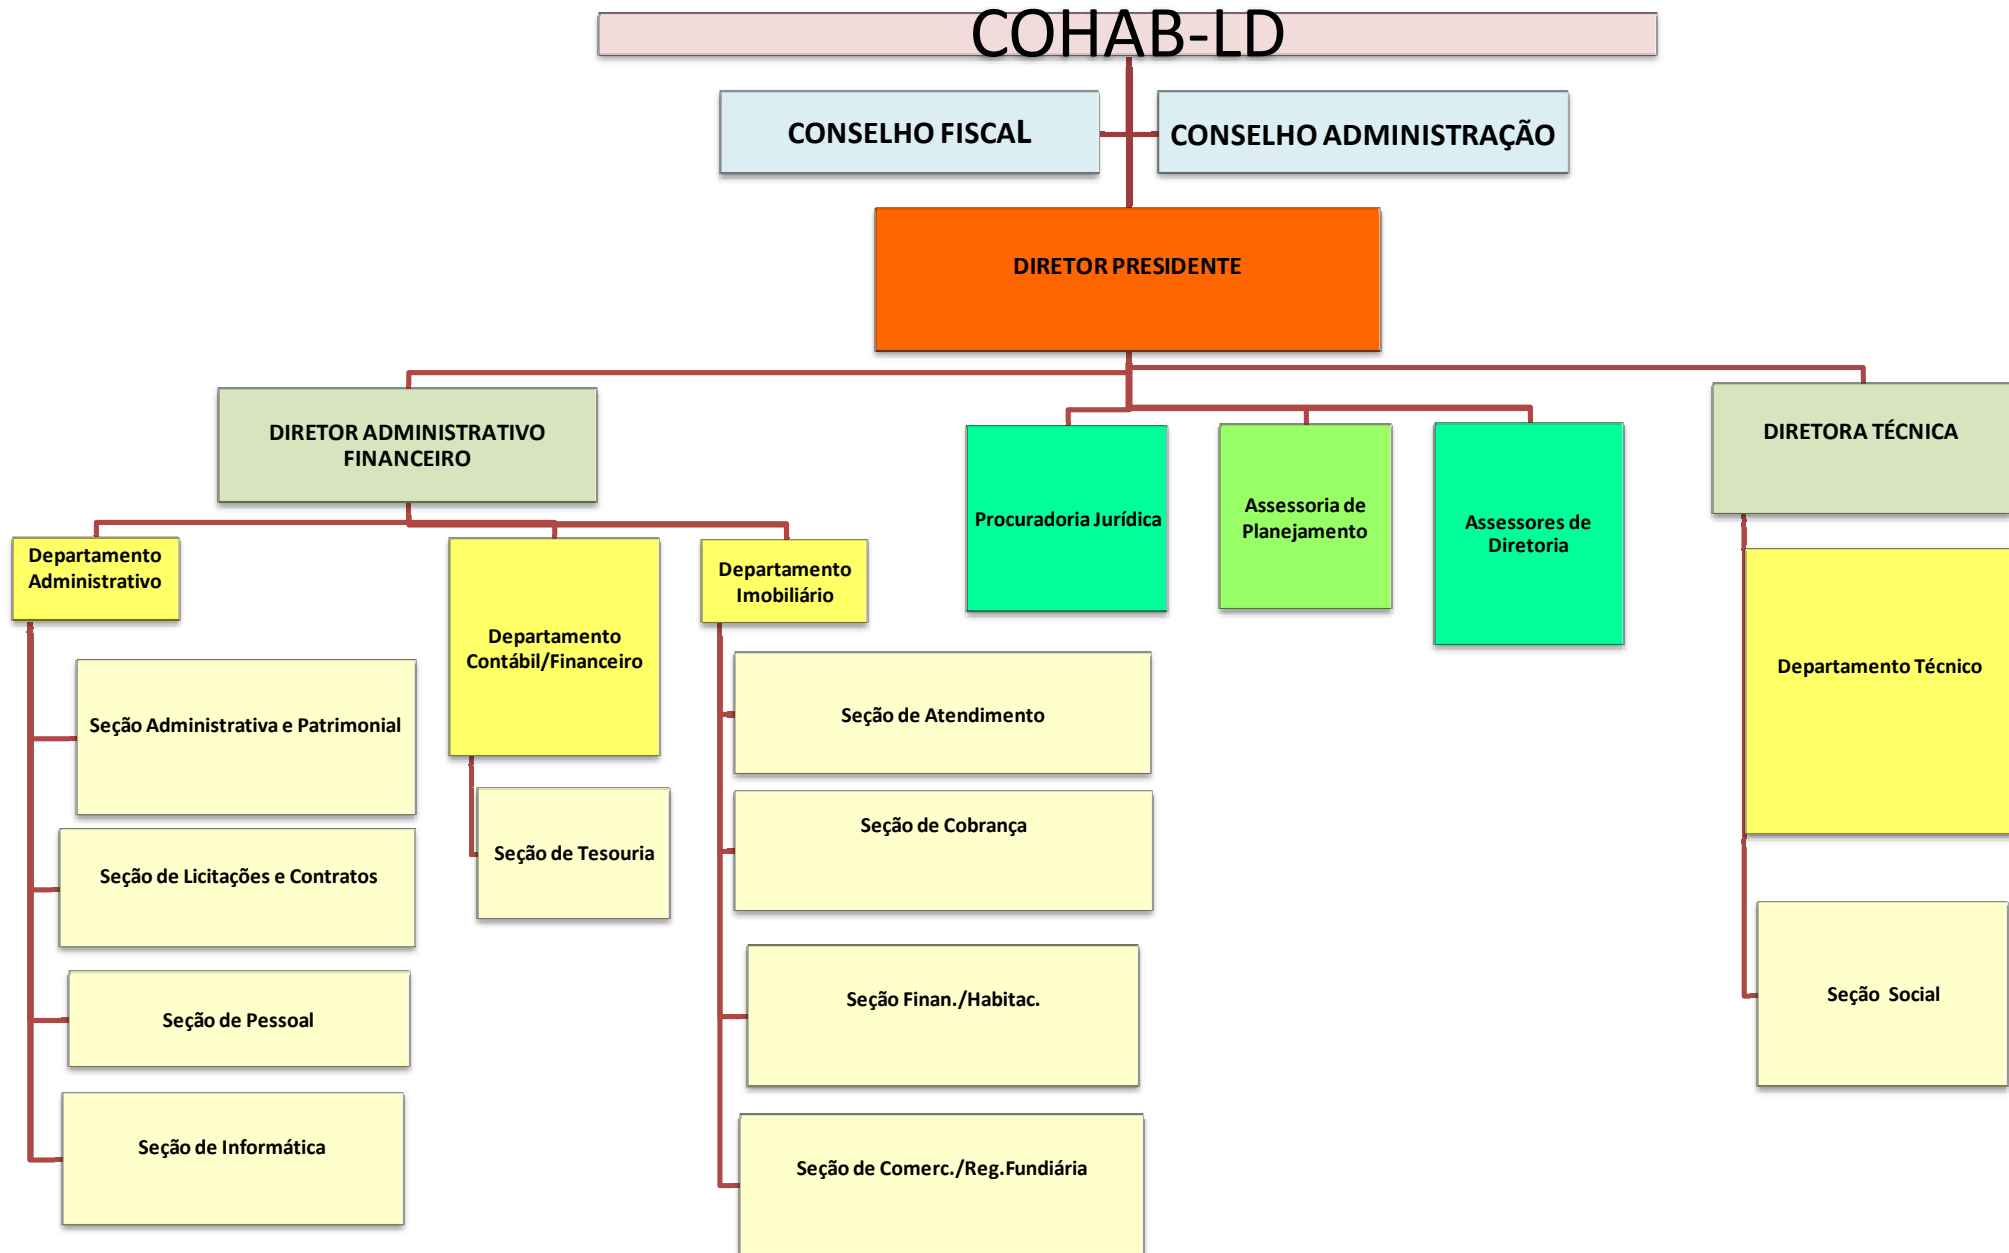 COHAB-LD
CONSELHO FISCAL
CONSELHO ADMINISTRAÇÃO
DIRETOR PRESIDENTE
DIRETOR ADMINISTRATIVO
FINANCEIRO
DIRETORA TÉCNICA
Procuradoria Jurídica
Assessoria de
Planejamento
Assessores de
Diretoria
Departamento
Administrativo
Departamento
Contábil/Financeiro
Departamento
Imobiliário
Departamento Técnico
Seção Administrativa e Patrimonial
Seção de Licitações e Contratos
Seção de Pessoal
Seção de Informática
Seção de Tesouria
Seção de Atendimento
Seção de Cobrança
Seção Finan./Habitac.
Seção de Comerc./Reg.Fundiária
Seção Social